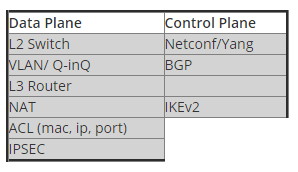 Data Plane Control Plane
L2 Switch Netconf/Yang
VLAN/ Q-inQ BGP
L3 Router
NAT IKEv2
ACL (mac, ip, port)
IPSEC